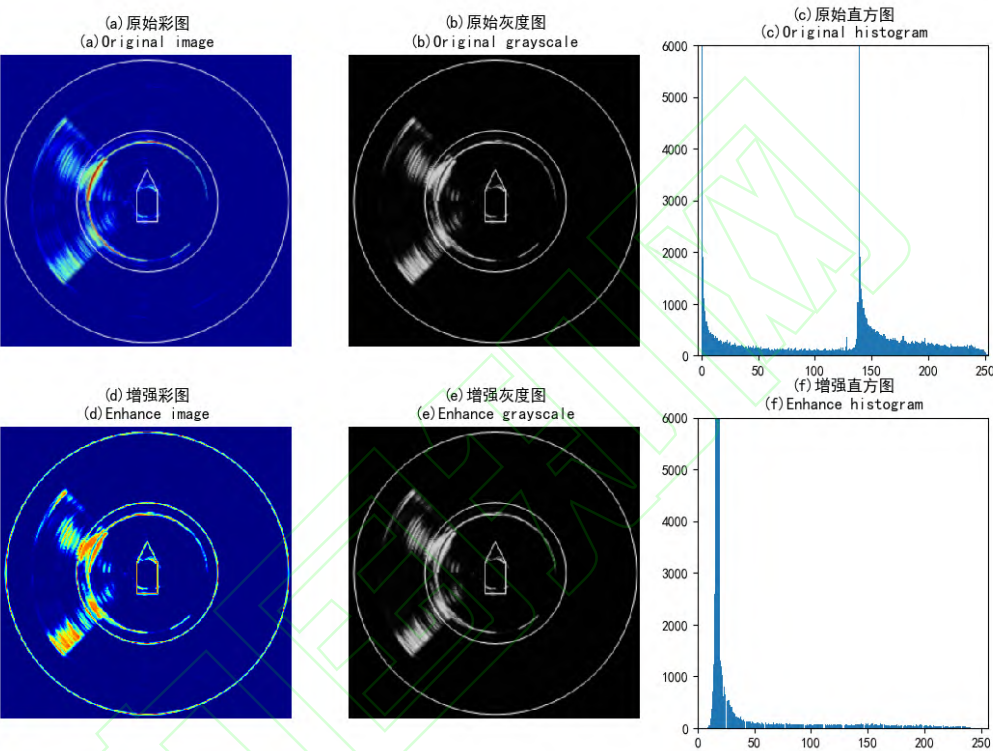 (a)原始彩图
(a)Original image
(b)原始灰度图
(b)Original grayscale
(c)原始直方图
(c)Original histogram
6000
5000
4000
3000
2000
1000
0
0 50 100 150 200 250
(d)增强彩图
(d)Enhance image
(e)增强灰度图
(e)Enhance grayscale
(f)增强直方图
(f)Enhance histogram
6000
5000
4000
3000
2000
1000
0
0 50 100 150 200 250